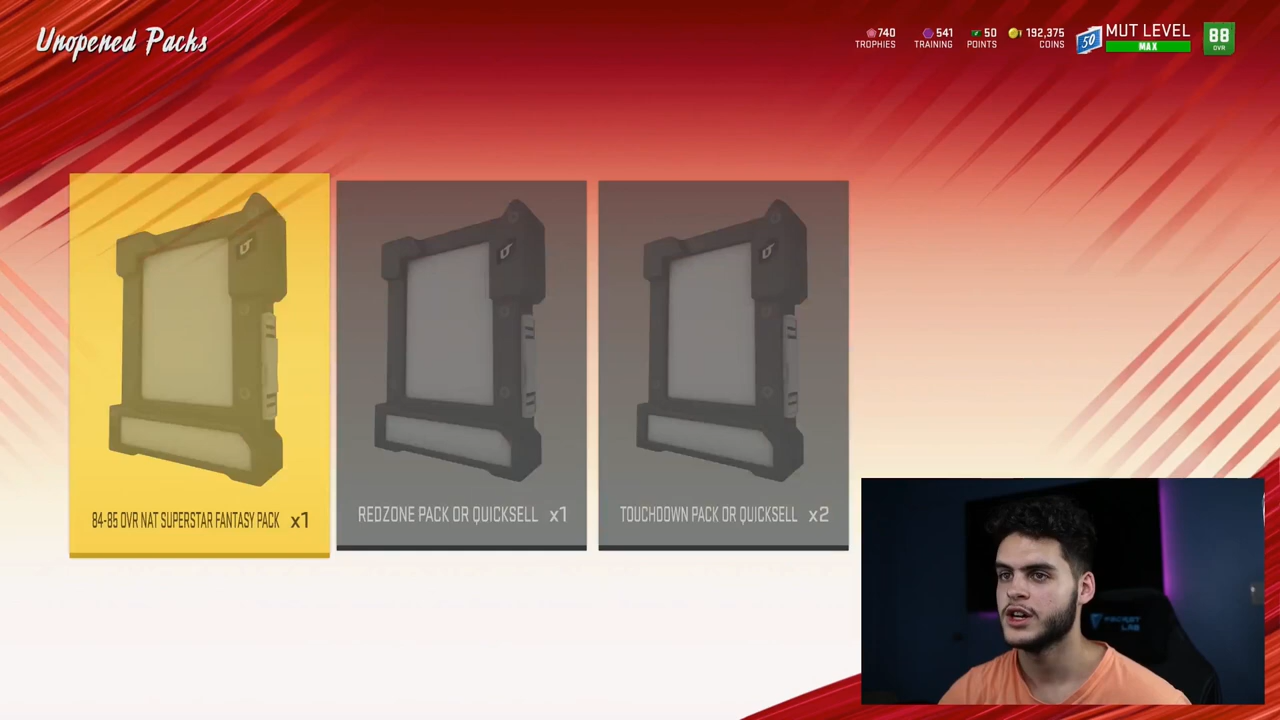 Unopened Packs
740
TROPHIES
541
TRAINING
50
POINTS
192,375
COINS
50
MUT LEVEL
MAX
88
OVR
84-85 OVR NAT SUPERSTAR FANTASY PACK x1
REDZONE PACK OR QUICKSELL x1
TOUCHDOWN PACK OR QUICKSELL x2